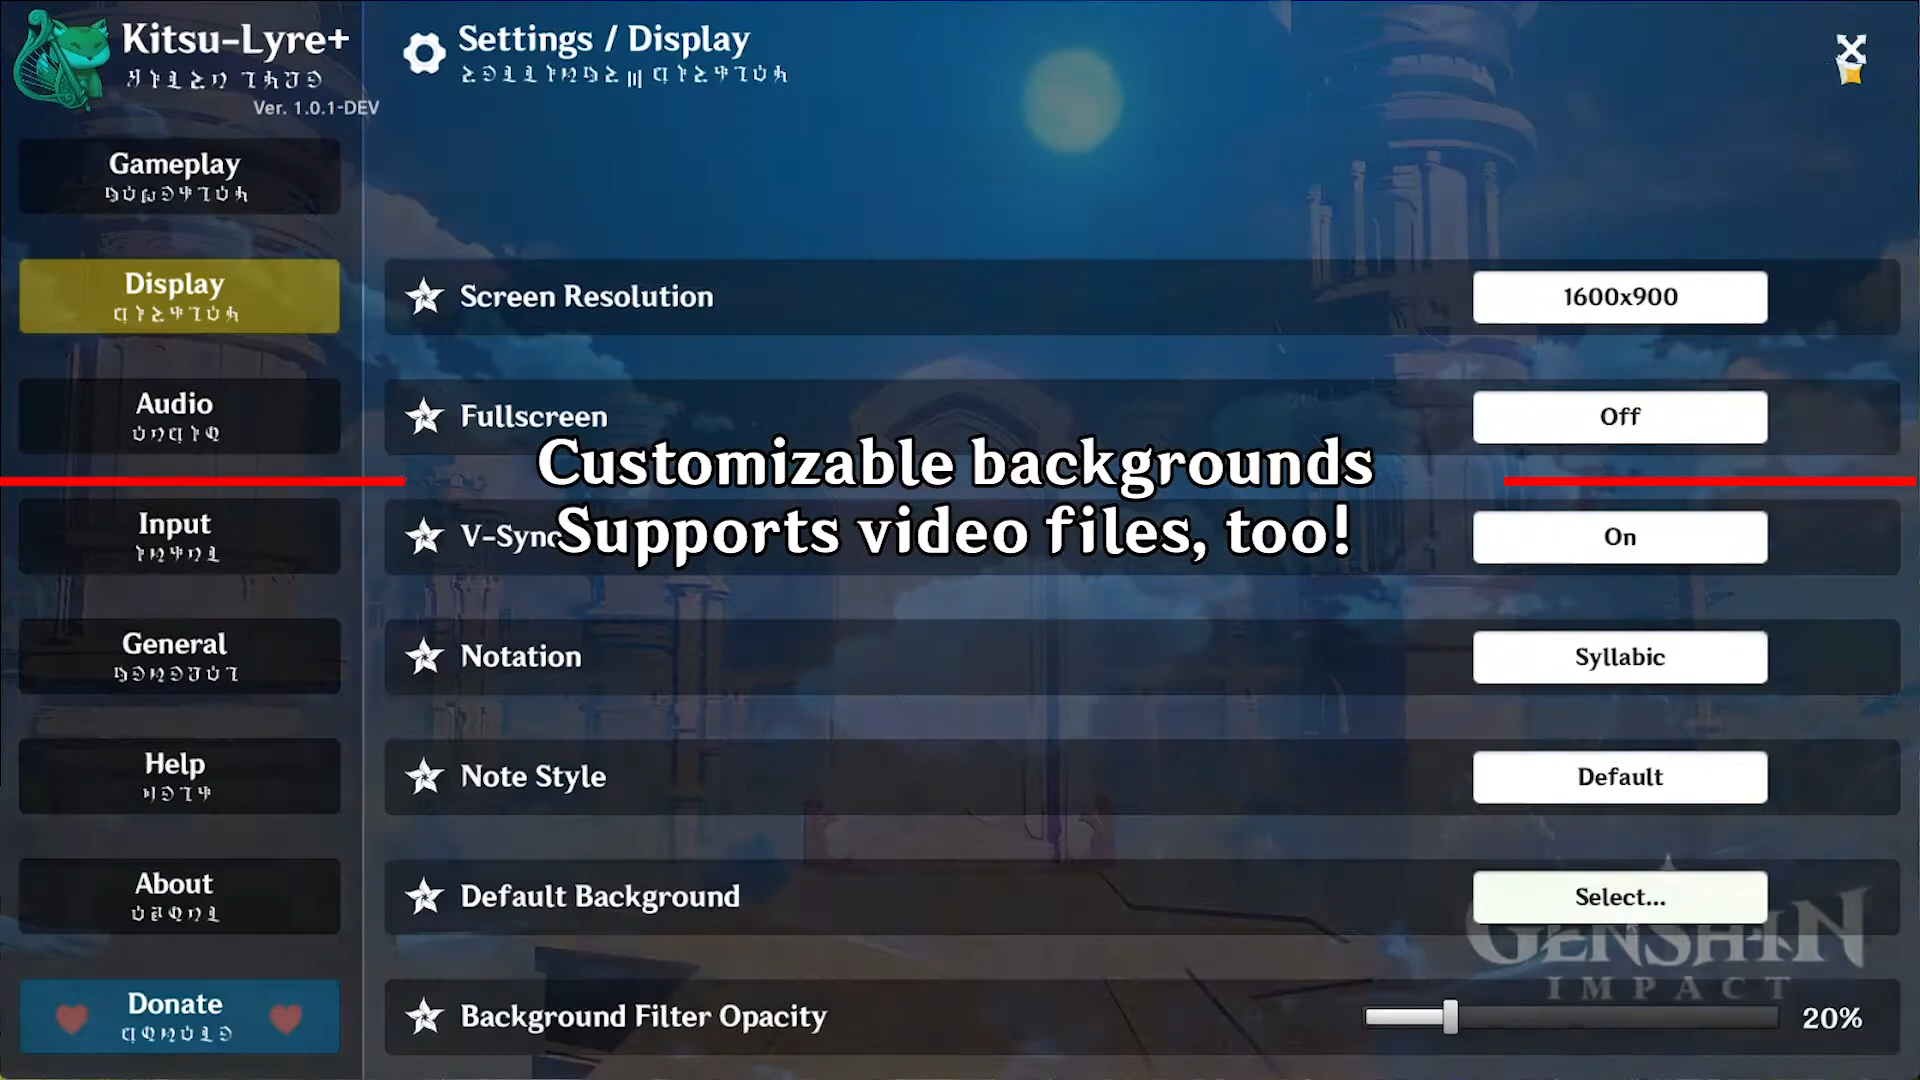 Kitsu-Lyre+
Ver. 1.0.1-DEV
Settings / Display
Gameplay
Display
Audio
Input
General
Help
About
Donate
Screen Resolution
1600x900
Fullscreen
Off
Customizable backgrounds
Supports video files, too!
V-Sync
On
Notation
Syllabic
Note Style
Default
Default Background
Select...
GENSHIN
IMPACT
Background Filter Opacity
20%